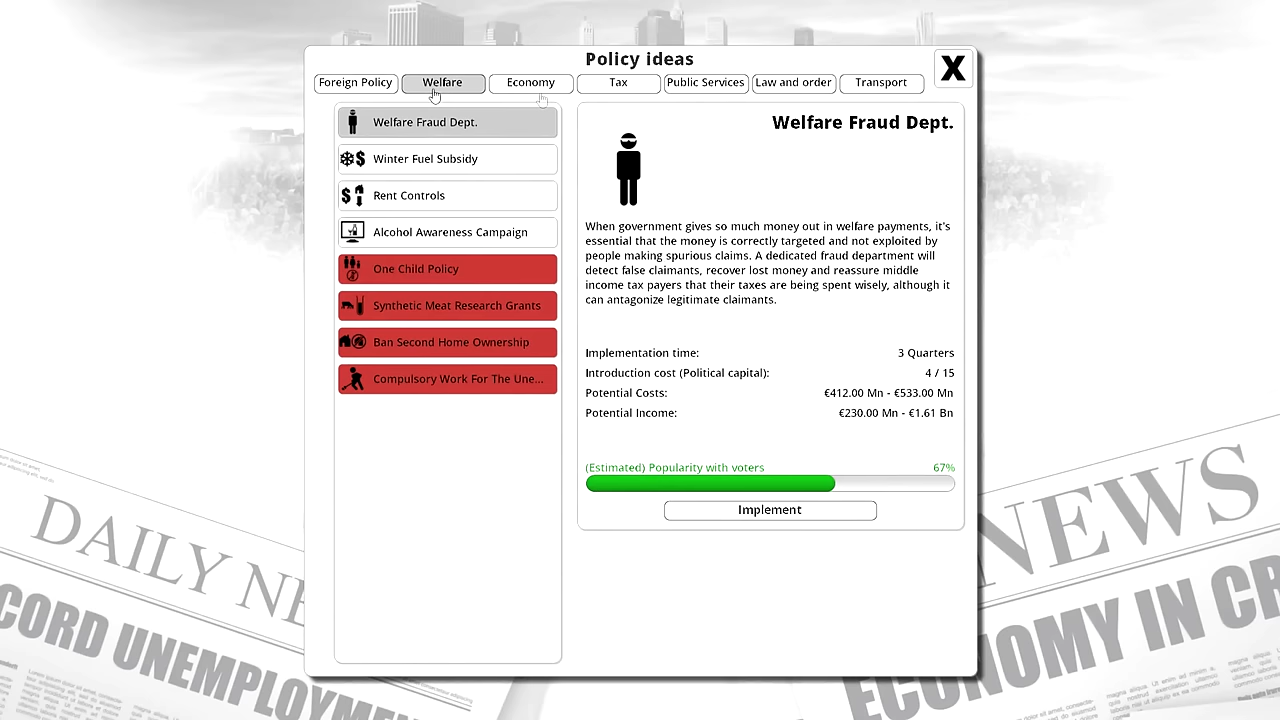 Policy ideas
X
Foreign Policy
Welfare
Economy
Tax
Public Services
Law and order
Transport
Welfare Fraud Dept.
Winter Fuel Subsidy
Rent Controls
Alcohol Awareness Campaign
One Child Policy
Synthetic Meat Research Grants
Ban Second Home Ownership
Compulsory Work For The Une...
Welfare Fraud Dept.
When government gives so much money out in welfare payments, it's
essential that the money is correctly targeted and not exploited by
people making spurious claims. A dedicated fraud department will
detect false claimants, recover lost money and reassure middle
income tax payers that their taxes are being spent wisely, although it
can antagonize legitimate claimants.
Implementation time: 3 Quarters
Introduction cost (Political capital): 4 / 15
Potential Costs: €412.00 Mn - €533.00 Mn
Potential Income: €230.00 Mn - €1.61 Bn
(Estimated) Popularity with voters 67%
Implement
DAILY NE
CORD UNEMPLOYM
NEWS
ECONOMY IN CR